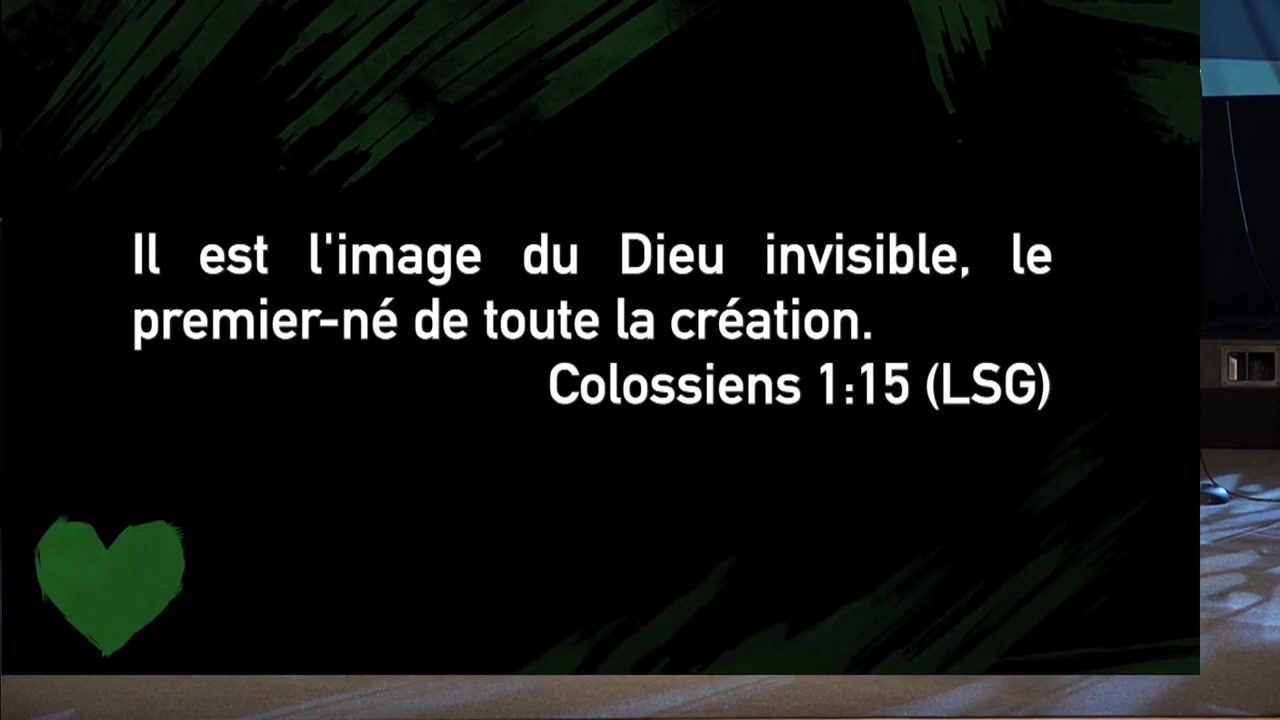 Il est l'image du Dieu invisible, le
premier-né de toute la création.
Colossiens 1:15 (LSG)